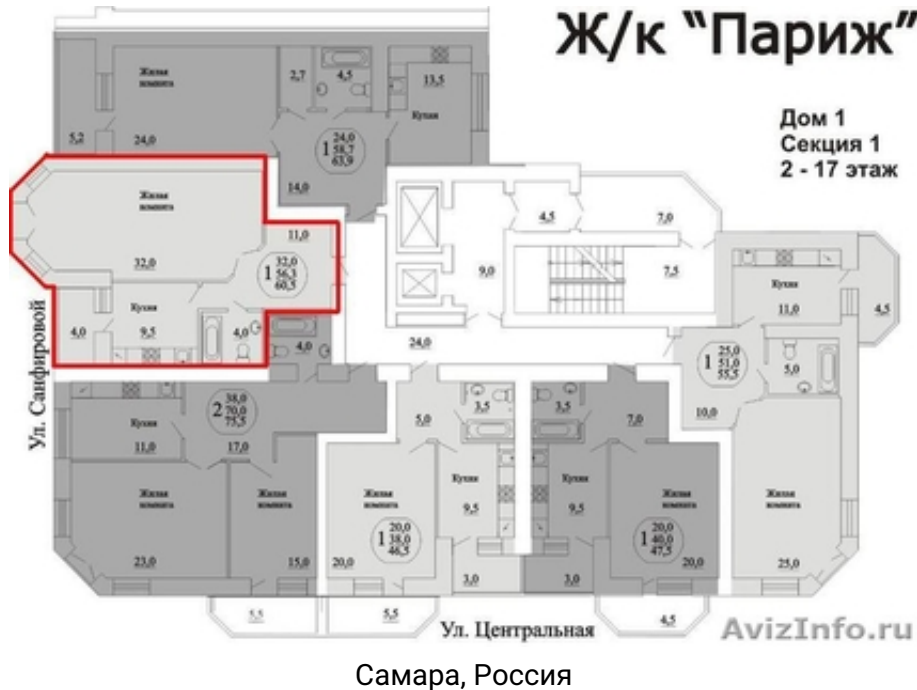 Ж/к “Париж”
Дом 1
Секция 1
2 - 17 этаж
Жилая
комната
24,0
5,2
2,7
4,5
13,5
Кухня
1
24,0
58,7
63,9
14,0
Жилая
комната
32,0
11,0
1
32,0
56,3
60,5
Кухня
9,5
4,0
4,0
4,0
24,0
9,0
4,5
7,0
7,5
Кухня
11,0
4,5
1
25,0
51,0
55,5
5,0
10,0
Жилая
комната
25,0
2
38,0
70,0
75,5
Кухня
11,0
17,0
Жилая
комната
23,0
Жилая
комната
15,0
5,0
3,5
Кухня
9,5
Жилая
комната
1
20,0
38,0
46,5
20,0
3,0
3,5
7,0
Кухня
9,5
Жилая
комната
1
20,0
40,0
47,5
20,0
3,0
5,5
5,5
4,5
Ул. Санфировой
Ул. Центральная
AvizInfo.ru
Самара, Россия